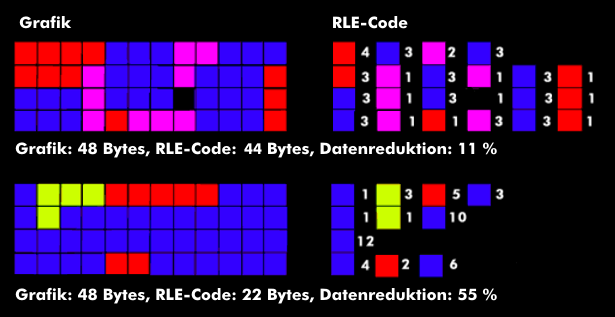 Grafik RLE-Code
4 3 2 3
3 1 3 1 3 1
3 1 3 1 3 1
3 1 1 3 3 1
Grafik: 48 Bytes, RLE-Code: 44 Bytes, Datenreduktion: 11 %
1 3 5 3
1 1 10
12
4 2 6
Grafik: 48 Bytes, RLE-Code: 22 Bytes, Datenreduktion: 55 %